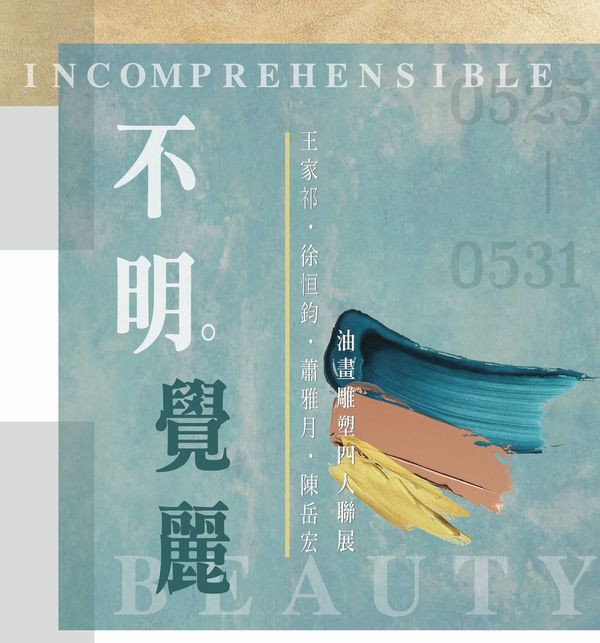 INCOMPREHENSIBLE
0525
—
0531
不明。
覺麗
王家祁・徐恒鈞・蕭雅月・陳岳宏
油畫雕塑四人聯展
BEAUTY